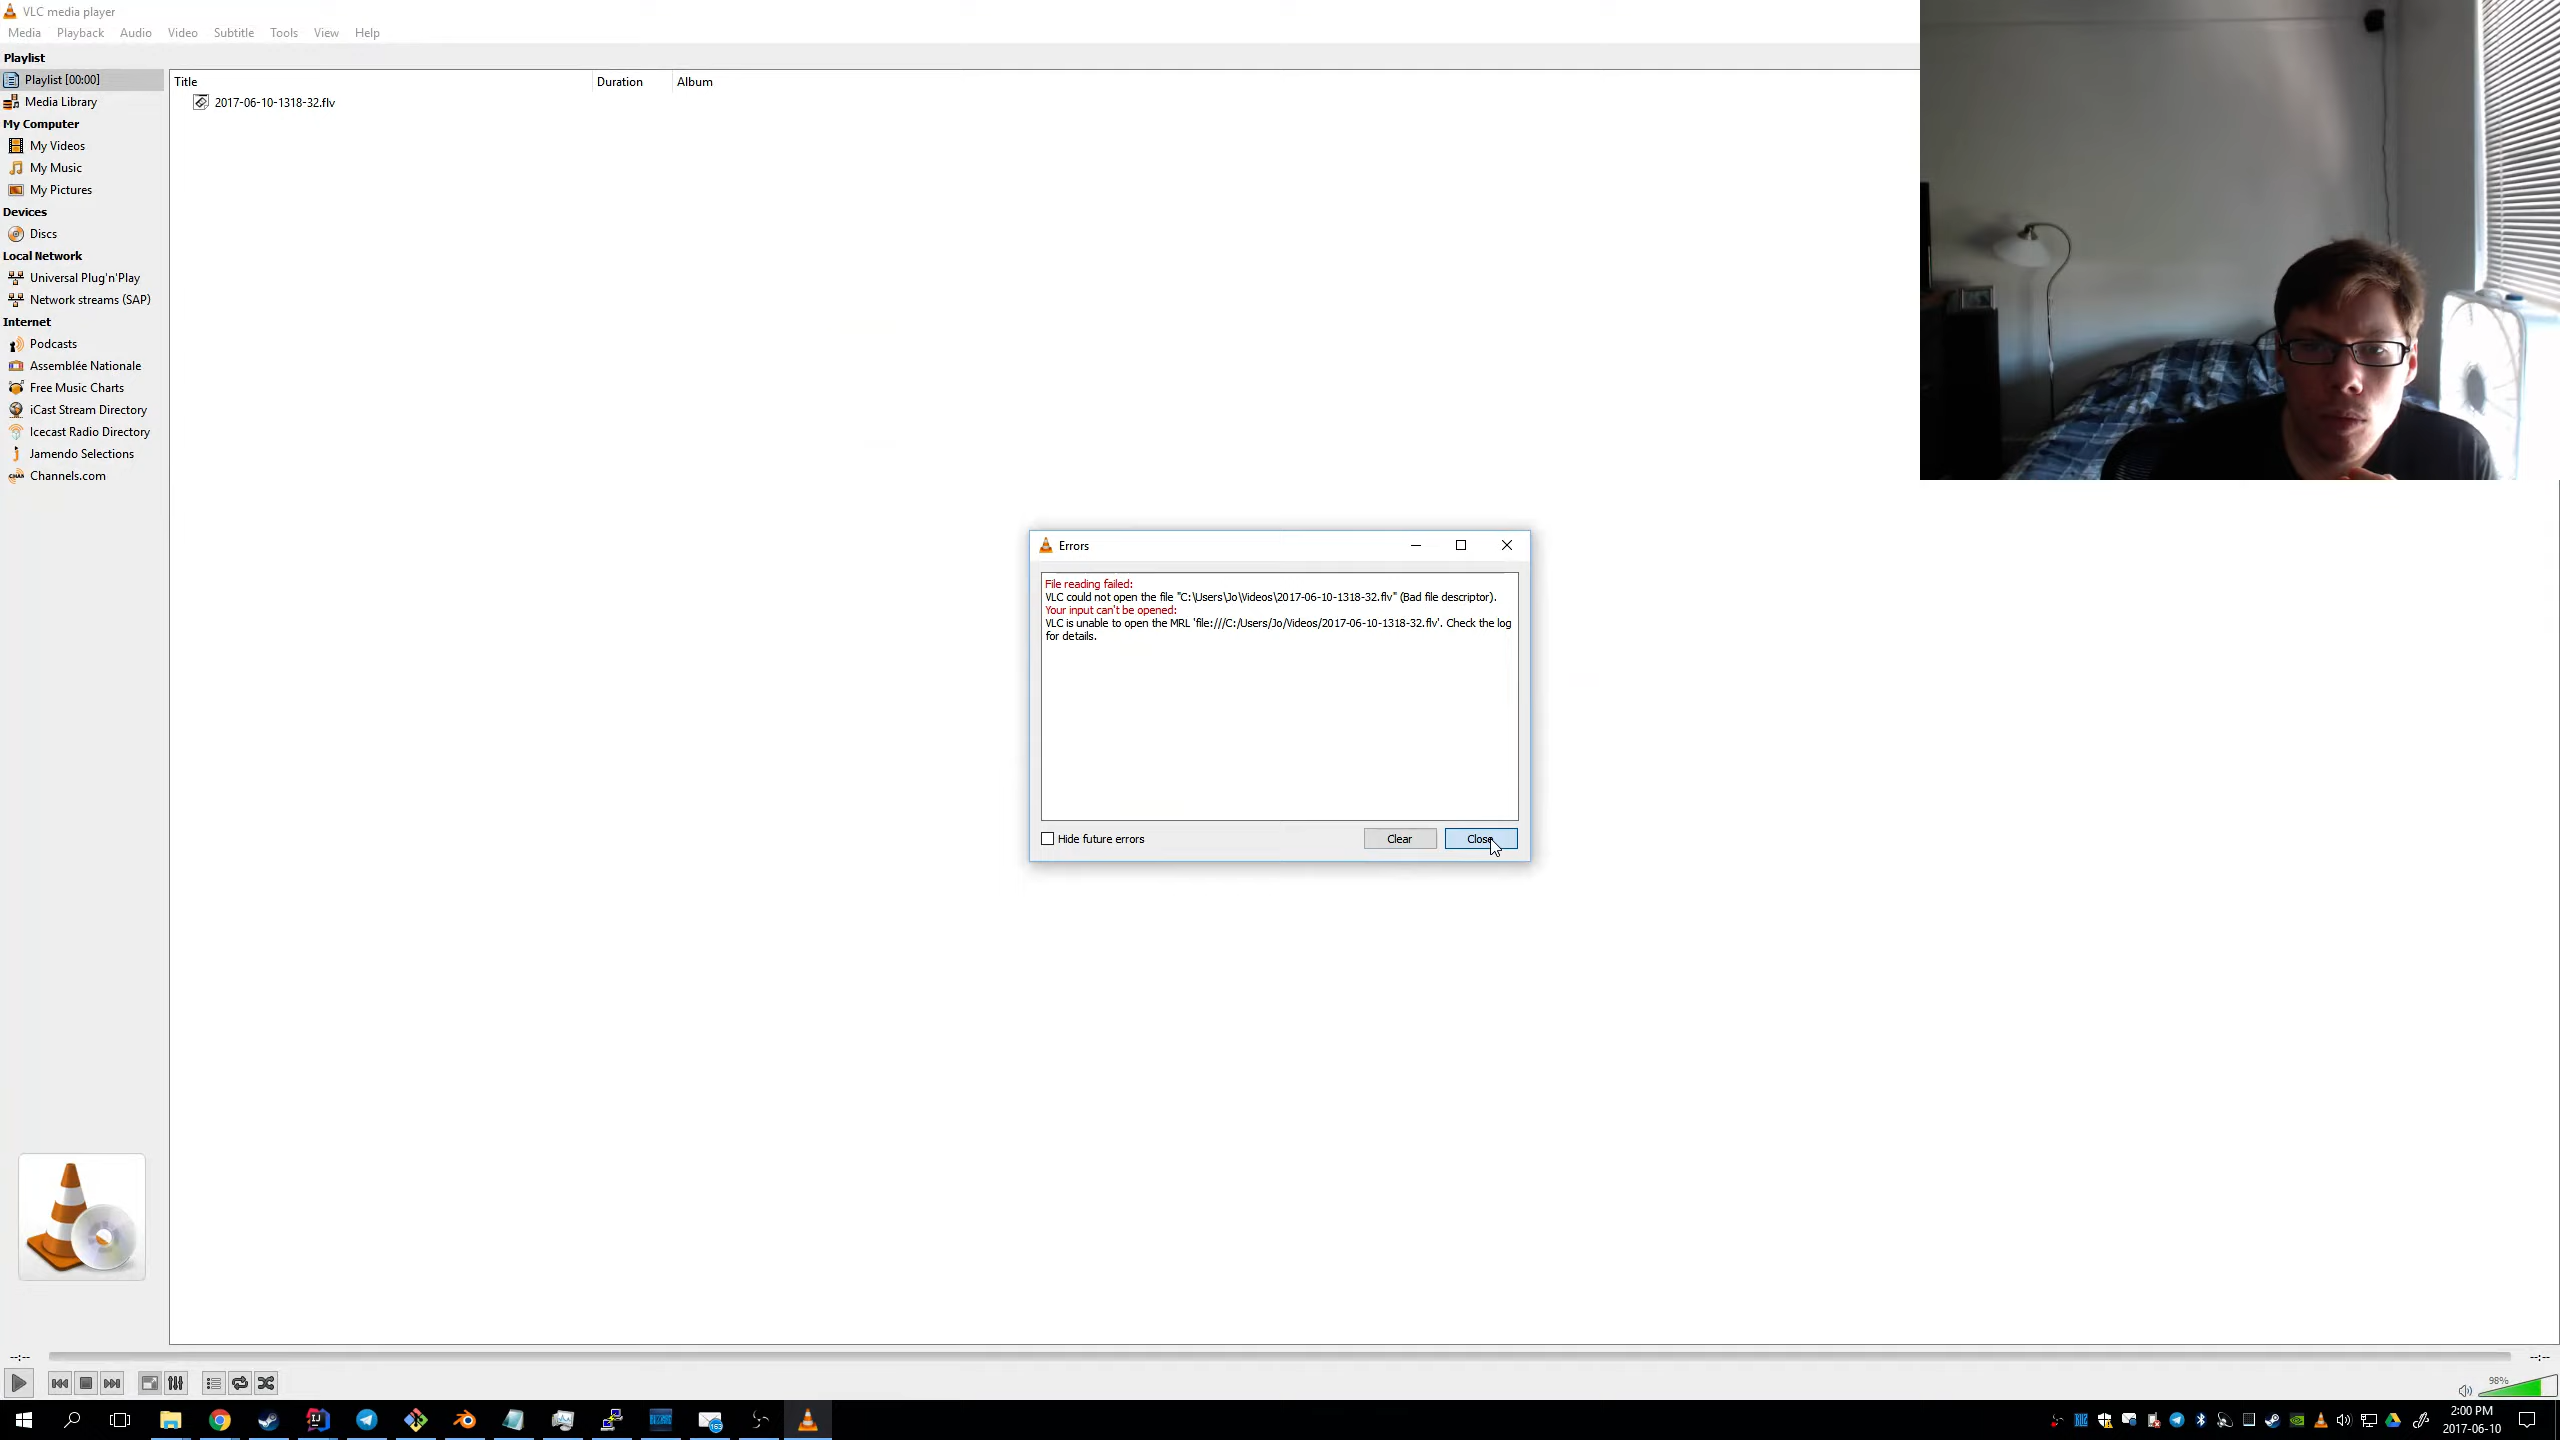 VLC media player
Media Playback Audio Video Subtitle Tools View Help
Playlist
Playlist [00:00]
Media Library
My Computer
My Videos
My Music
My Pictures
Devices
Discs
Local Network
Universal Plug'n'Play
Network streams (SAP)
Internet
Podcasts
Assemblée Nationale
Free Music Charts
iCast Stream Directory
Icecast Radio Directory
Jamendo Selections
Channels.com
Title Duration Album
2017-06-10-1318-32.flv
Errors
File reading failed:
VLC could not open the file "C:\Users\Jo\Videos\2017-06-10-1318-32.flv" (Bad file descriptor).
Your input can't be opened:
VLC is unable to open the MRL 'file:///C:/Users/Jo/Videos/2017-06-10-1318-32.flv'. Check the log
for details.
Hide future errors
Clear
Close
--:-- --:--
98%
163
2:00 PM
2017-06-10